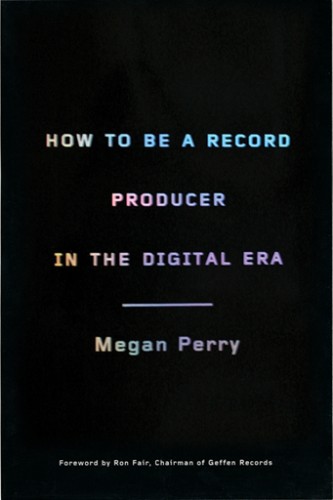 HOW TO BE A RECORD
PRODUCER
IN THE DIGITAL ERA
Megan Perry
Foreword by Ron Fair, Chairman of Geffen Records